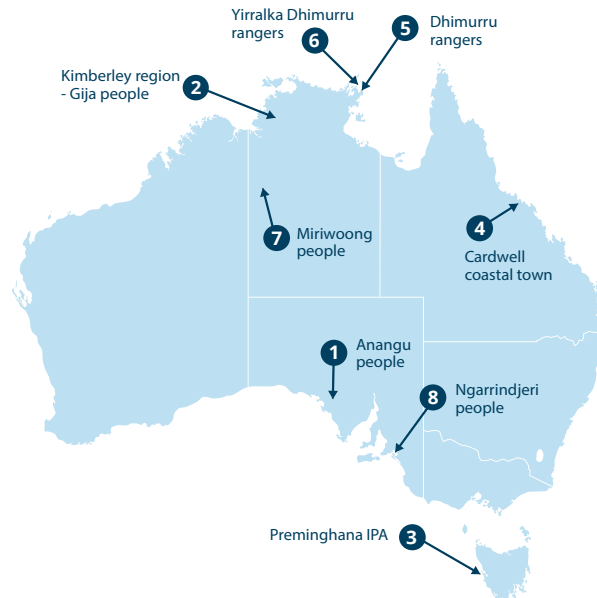 Yirralka Dhimurru
rangers
6
5
Dhimurru
rangers
Kimberley region
- Gija people
2
7
Miriwoong
people
4
Cardwell
coastal town
1
Anangu
people
8
Ngarrindjeri
people
Preminghana IPA
3